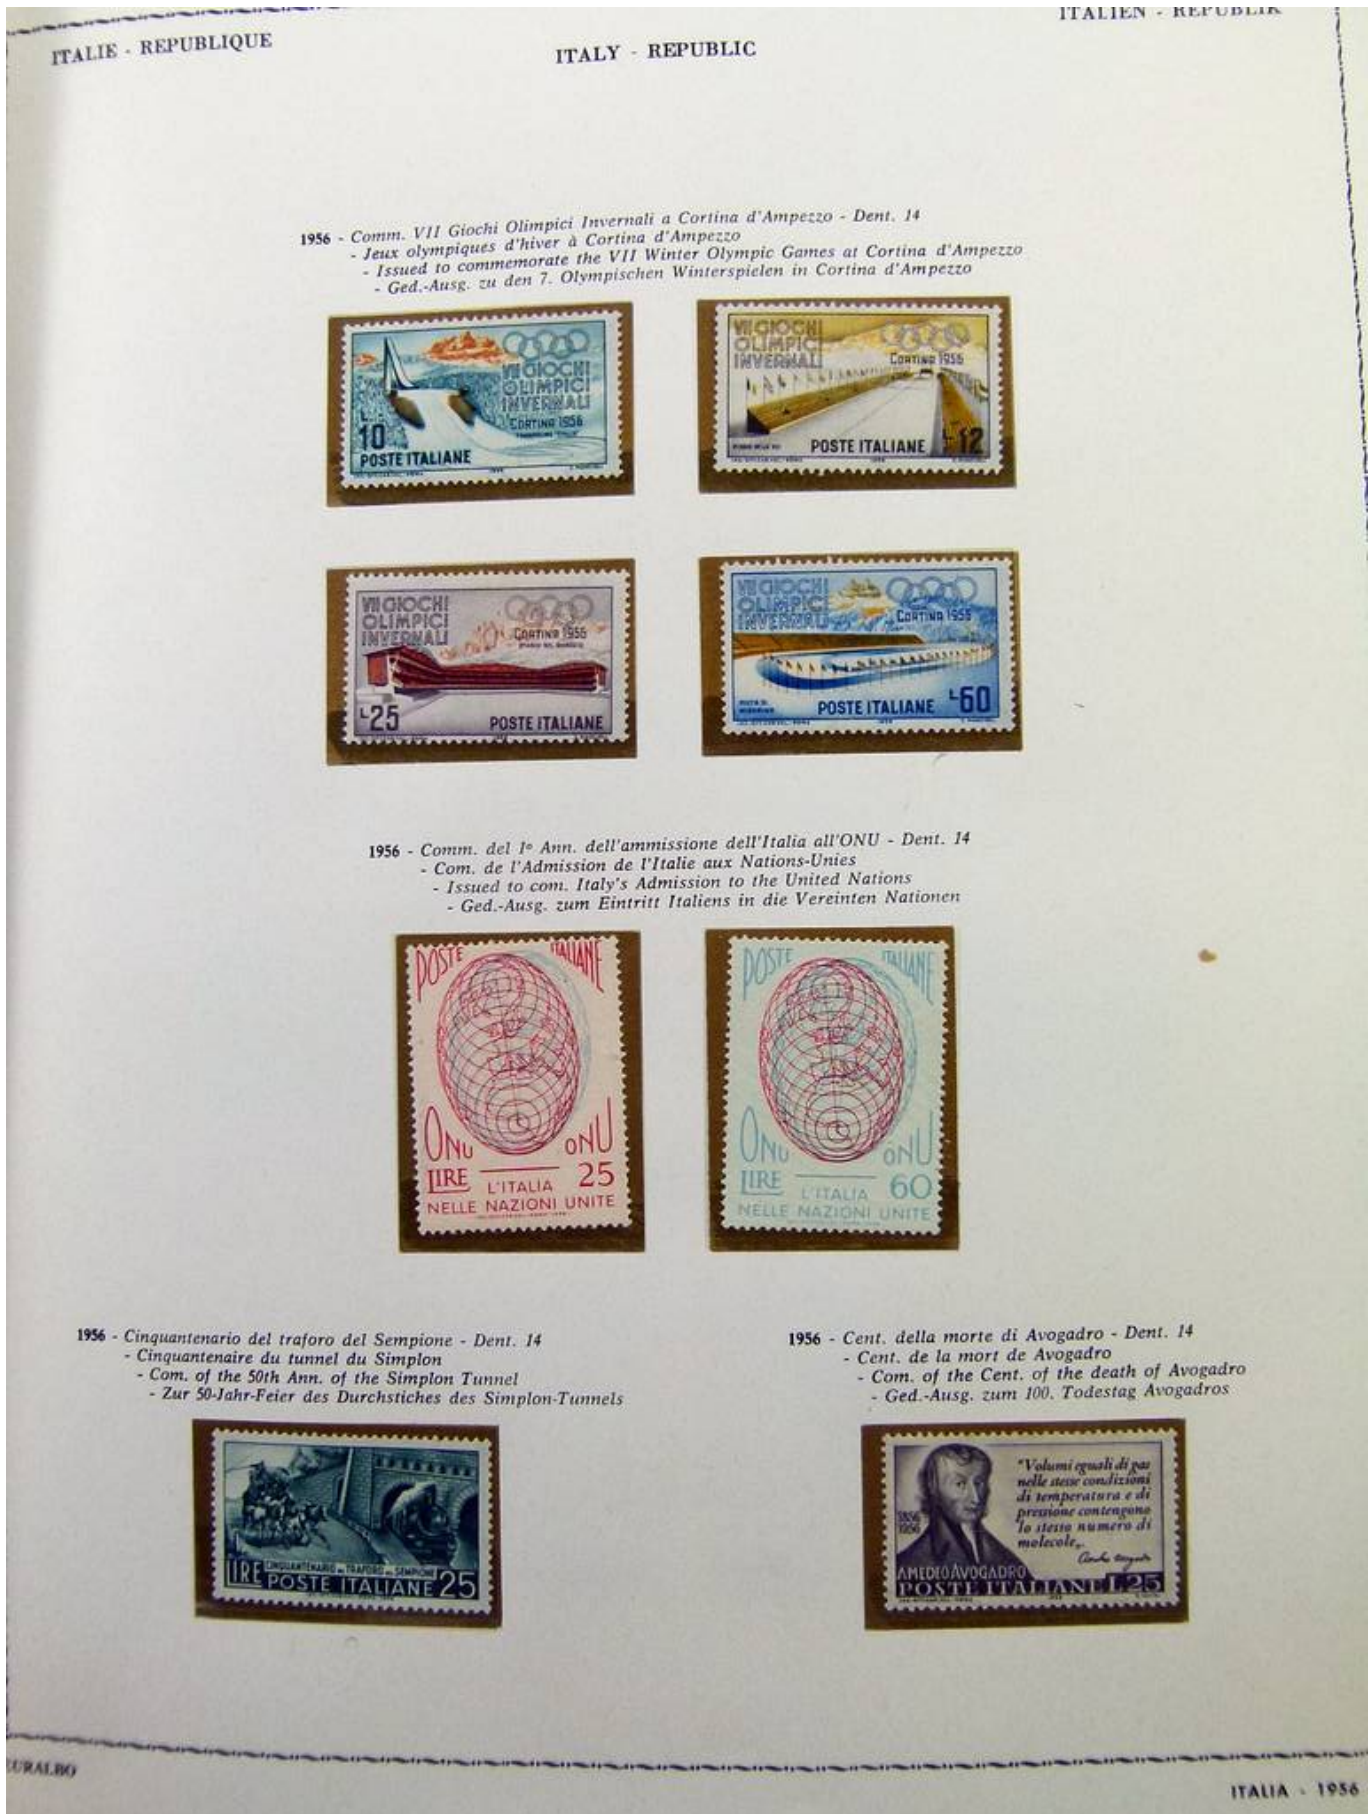 ITALIE - REPUBLIQUE
ITALY - REPUBLIC
ITALIEN - REPUBLIK
1956 - Comm. VII Giochi Olimpici Invernali a Cortina d'Ampezzo - Dent. 14
- Jeux olympiques d'hiver à Cortina d'Ampezzo
- Issued to commemorate the VII Winter Olympic Games at Cortina d'Ampezzo
- Ged.-Ausg. zu den 7. Olympischen Winterspielen in Cortina d'Ampezzo
VII GIOCHI
OLIMPICI
INVERNALI
CORTINA 1956
L.
10
POSTE ITALIANE
VII GIOCHI
OLIMPICI
INVERNALI
CORTINA 1956
POSTE ITALIANE L12
VII GIOCHI
OLIMPICI
INVERNALI
CORTINA 1956
L25
POSTE ITALIANE
VII GIOCHI
OLIMPICI
INVERNALI
CORTINA 1956
POSTE ITALIANE L60
1956 - Comm. del 1º Ann. dell'ammissione dell'Italia all'ONU - Dent. 14
- Com. de l'Admission de l'Italie aux Nations-Unies
- Issued to com. Italy's Admission to the United Nations
- Ged.-Ausg. zum Eintritt Italiens in die Vereinten Nationen
POSTE ITALIANE
ONU ONU
LIRE 25
L'ITALIA
NELLE NAZIONI UNITE
POSTE ITALIANE
ONU ONU
LIRE 60
L'ITALIA
NELLE NAZIONI UNITE
1956 - Cinquantenario del traforo del Sempione - Dent. 14
- Cinquantenaire du tunnel du Simplon
- Com. of the 50th Ann. of the Simplon Tunnel
- Zur 50-Jahr-Feier des Durchstiches des Simplon-Tunnels
LIRE CINQUANTENARIO DEL TRAFORO DEL SEMPIONE
POSTE ITALIANE 25
1956 - Cent. della morte di Avogadro - Dent. 14
- Cent. de la mort de Avogadro
- Com. of the Cent. of the death of Avogadro
- Ged.-Ausg. zum 100. Todestag Avogadros
"Volumi eguali di gas
nelle stesse condizioni
di temperatura e di
pressione contengono
lo stesso numero di
molecole„
1856
1956
AMEDEO AVOGADRO
POSTE ITALIANE L25
EURALBO
ITALIA - 1956